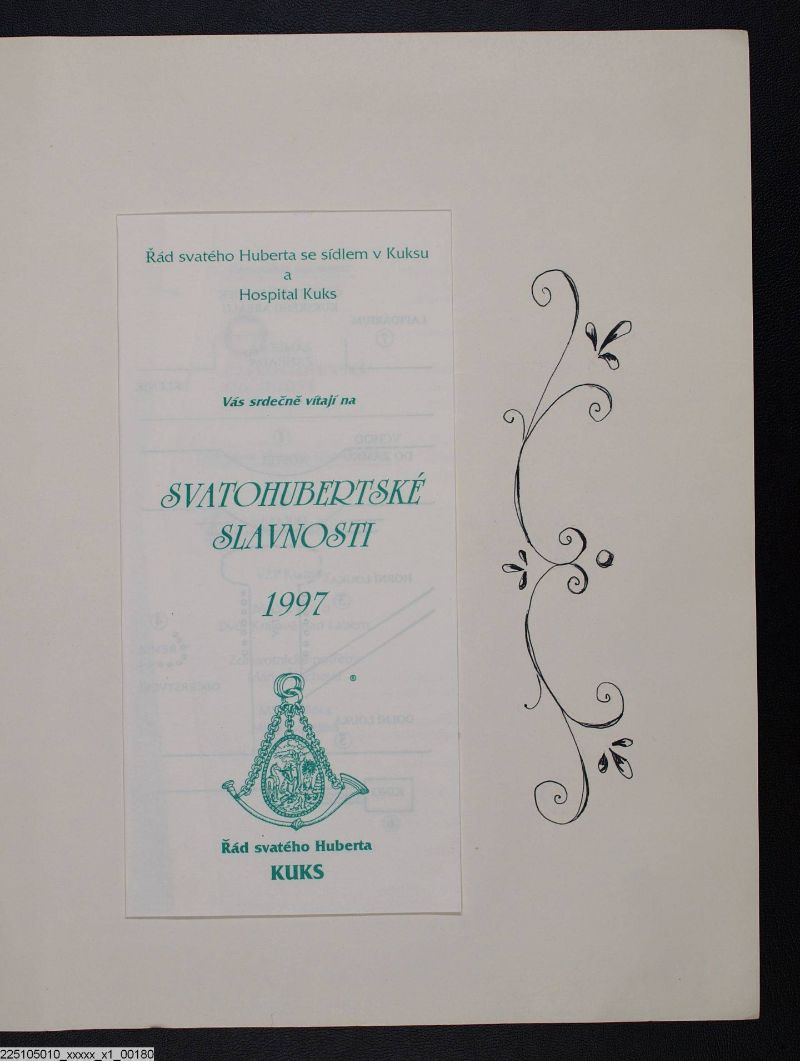 Řád svatého Huberta se sídlem v Kuksu
a
Hospital Kuks
Vás srdečně vítají na
SVATOHUBERTSKÉ
SLAVNOSTI
1997
®
Řád svatého Huberta
KUKS
225105010_xxxxx_x1_00180